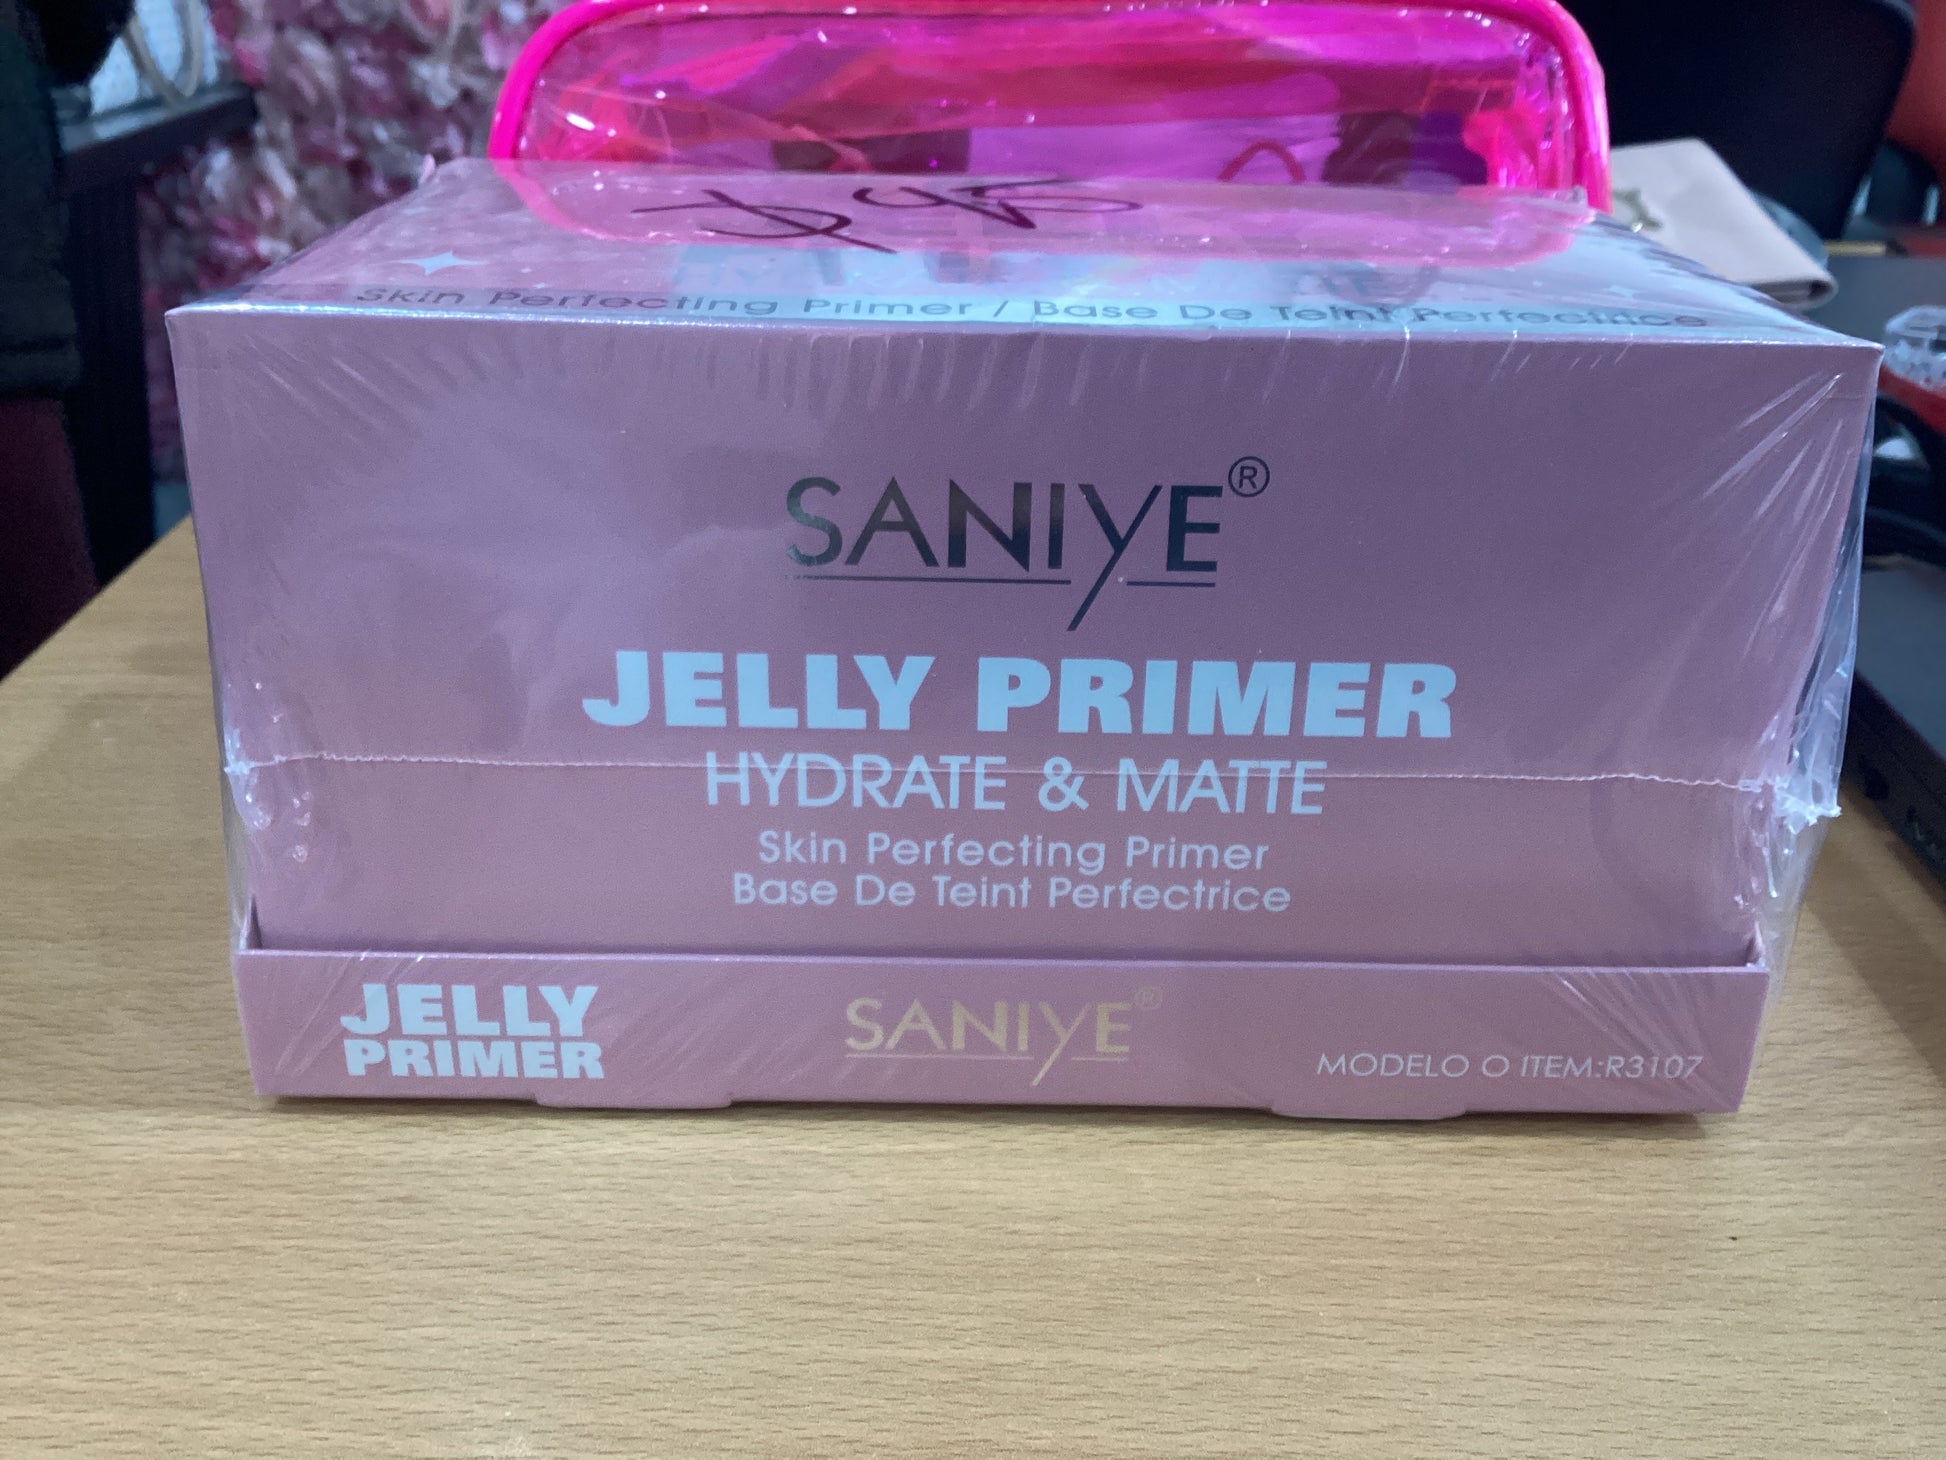 Skin Perfecting Primer / Base De Teint Perfectrice
SANIYE®
JELLY PRIMER
HYDRATE & MATTE
Skin Perfecting Primer
Base De Teint Perfectrice
JELLY
PRIMER
SANIYE®
MODELO O ITEM:R3107